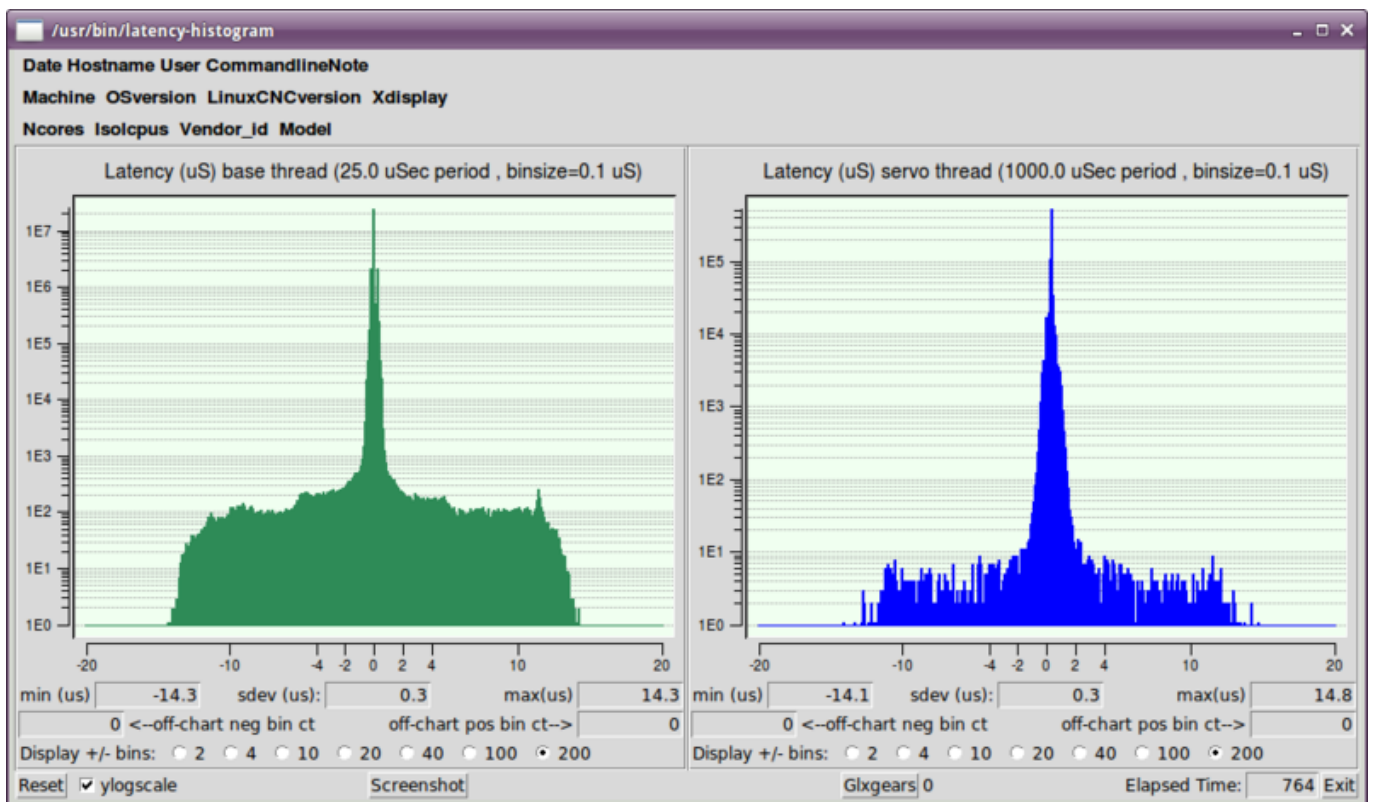 /usr/bin/latency-histogram
Date Hostname User CommandlineNote
Machine OSversion LinuxCNCversion Xdisplay
Ncores Isolcpus Vendor_id Model
Latency (uS) base thread (25.0 uSec period , binsize=0.1 uS)
1E7
1E6
1E5
1E4
1E3
1E2
1E1
1E0
-20 -10 -4 -2 0 2 4 10 20
min (us) -14.3 sdev (us): 0.3 max(us) 14.3
0 <--off-chart neg bin ct off-chart pos bin ct--> 0
Display +/- bins: 2 4 10 20 40 100 200
Latency (uS) servo thread (1000.0 uSec period , binsize=0.1 uS)
1E5
1E4
1E3
1E2
1E1
1E0
-20 -10 -4 -2 0 2 4 10 20
min (us) -14.1 sdev (us): 0.3 max(us) 14.8
0 <--off-chart neg bin ct off-chart pos bin ct--> 0
Display +/- bins: 2 4 10 20 40 100 200
Reset ylogscale Screenshot Glxgears 0 Elapsed Time: 764 Exit